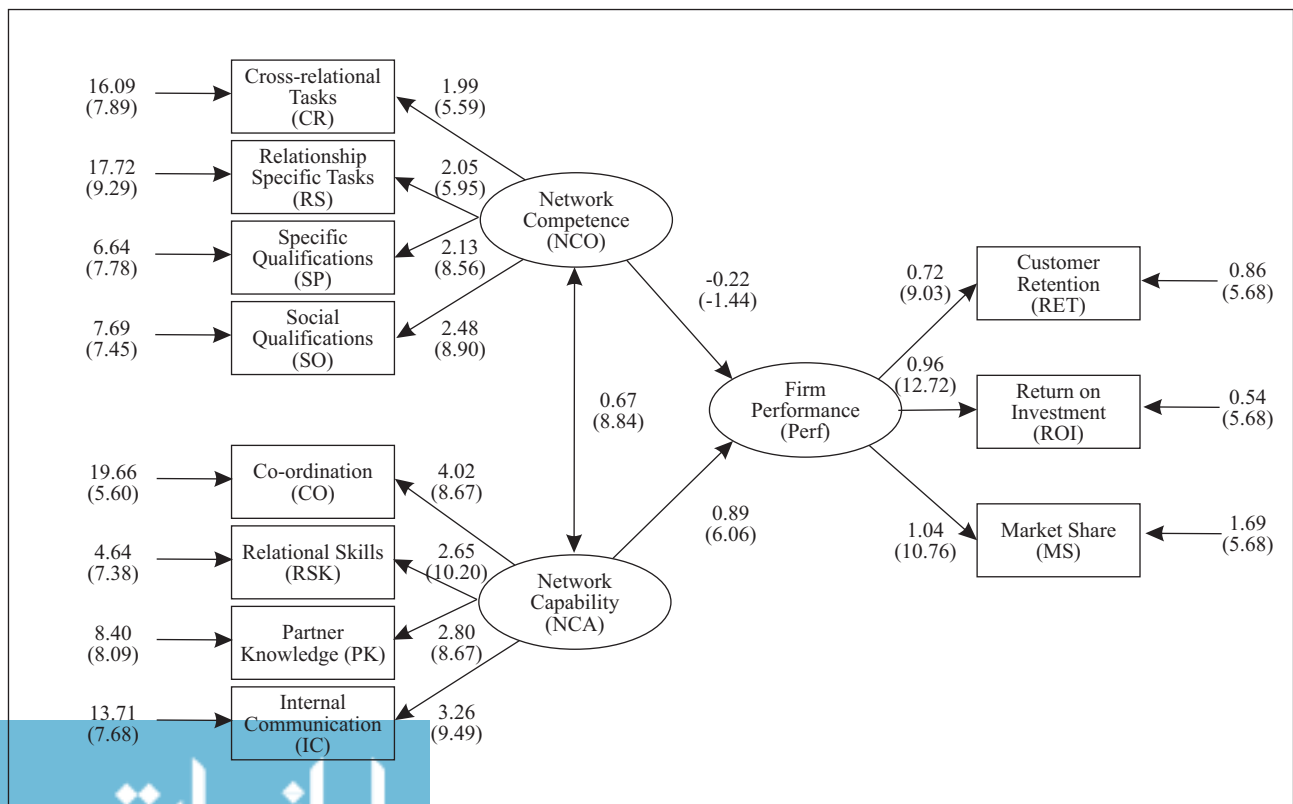 16.09
(7.89)
Cross-relational
Tasks
(CR)
1.99
(5.59)
17.72
(9.29)
Relationship
Specific Tasks
(RS)
2.05
(5.95)
6.64
(7.78)
Specific
Qualifications
(SP)
2.13
(8.56)
7.69
(7.45)
Social
Qualifications
(SO)
2.48
(8.90)
Network
Competence
(NCO)
-0.22
(-1.44)
0.67
(8.84)
19.66
(5.60)
Co-ordination
(CO)
4.02
(8.67)
4.64
(7.38)
Relational Skills
(RSK)
2.65
(10.20)
8.40
(8.09)
Partner
Knowledge (PK)
2.80
(8.67)
13.71
(7.68)
Internal
Communication
(IC)
3.26
(9.49)
Network
Capability
(NCA)
0.89
(6.06)
Firm
Performance
(Perf)
0.72
(9.03)
Customer
Retention
(RET)
0.86
(5.68)
0.96
(12.72)
Return on
Investment
(ROI)
0.54
(5.68)
1.04
(10.76)
Market Share
(MS)
1.69
(5.68)